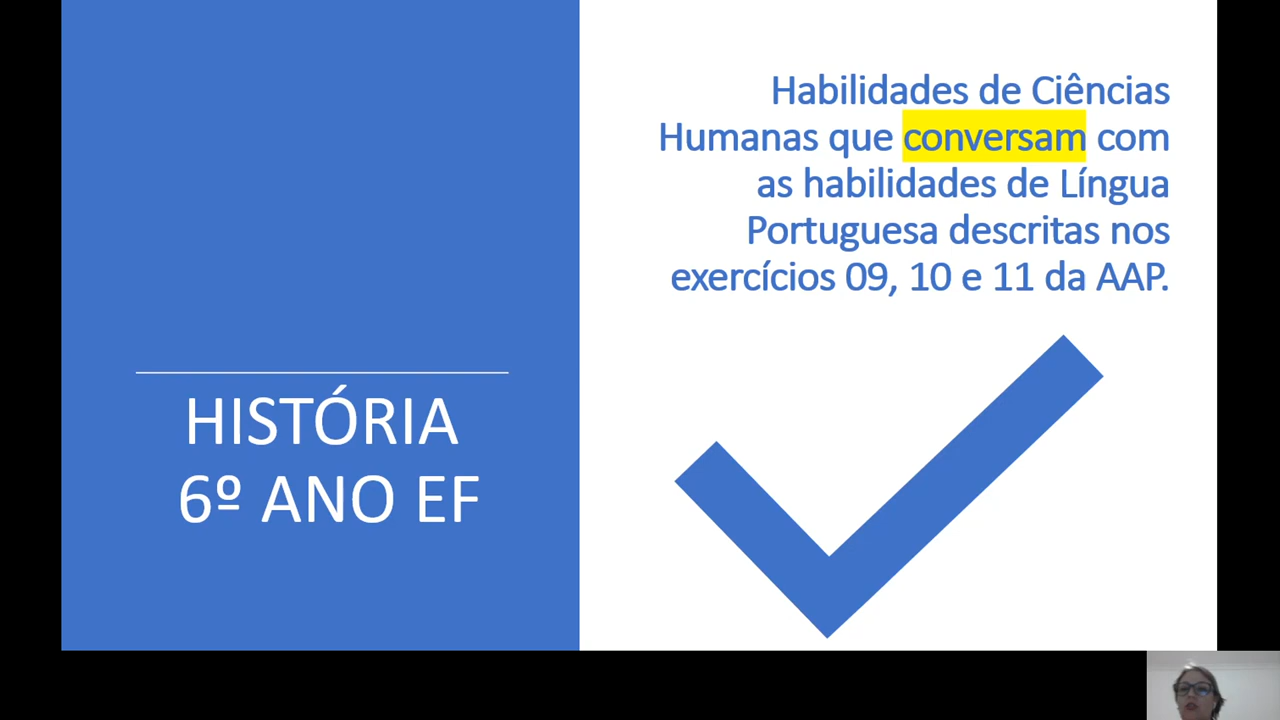 HISTÓRIA
6º ANO EF
Habilidades de Ciências
Humanas que conversam com
as habilidades de Língua
Portuguesa descritas nos
exercícios 09, 10 e 11 da AAP.